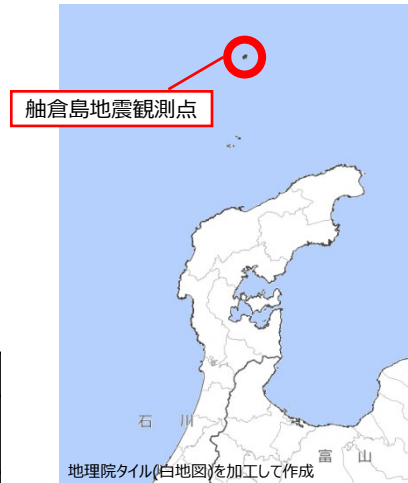 舳倉島地震観測点
石川
富山
地理院タイル(白地図)を加工して作成